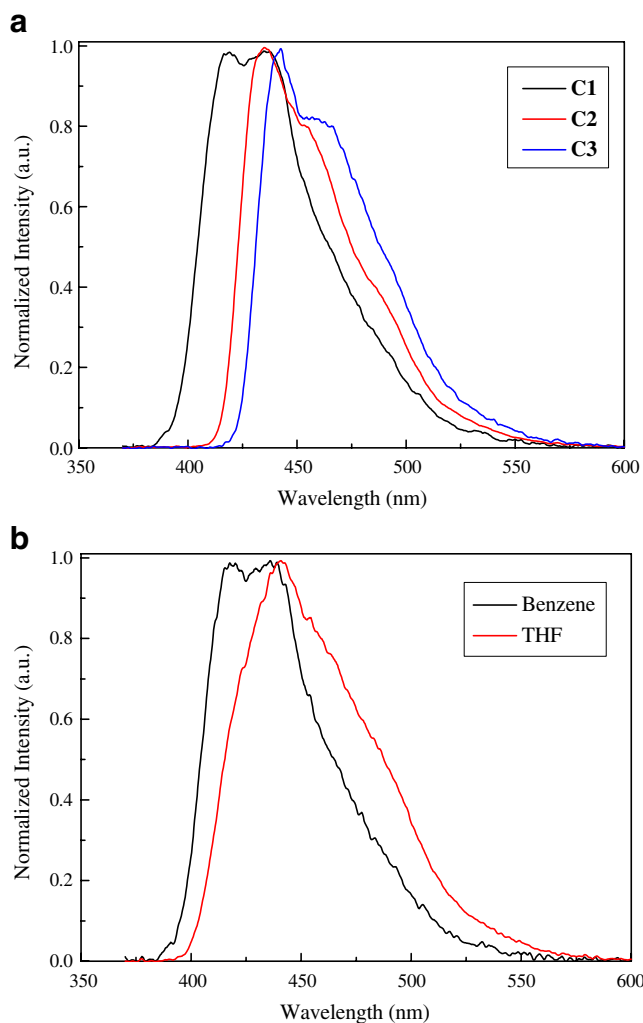 a
1.0
0.8
0.6
0.4
0.2
0.0
Normalized Intensity (a.u.)
C1
C2
C3
350 400 450 500 550 600
Wavelength (nm)
b
1.0
0.8
0.6
0.4
0.2
0.0
Normalized Intensity (a.u.)
Benzene
THF
350 400 450 500 550 600
Wavelength (nm)